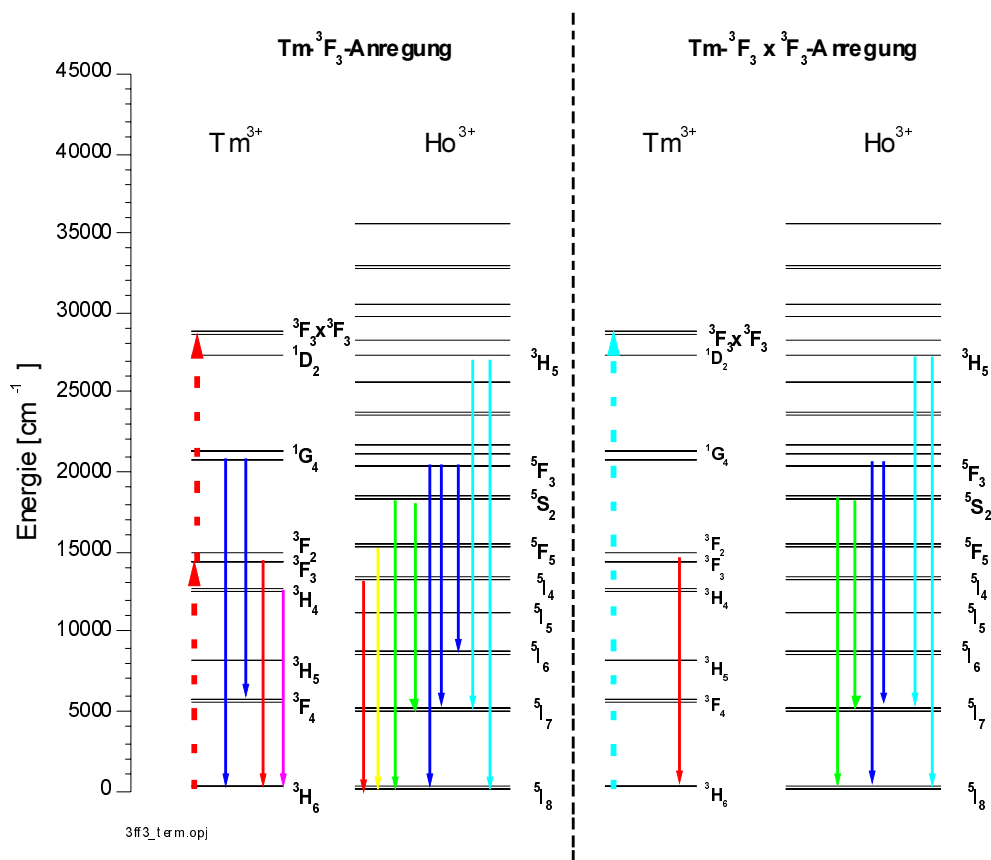 Tm-³F₃-Anregung
Tm-³F₃ x ³F₃-Anregung
45000
40000
35000
30000
25000
20000
15000
10000
5000
0
Energie [cm⁻¹]
Tm³⁺
Ho³⁺
³F₃x³F₃
¹D₂
¹G₄
³F₂
³F₃
³H₄
³H₅
³F₄
³H₆
³H₅
⁵F₃
⁵S₂
⁵F₅
⁵I₄
⁵I₅
⁵I₆
⁵I₇
⁵I₈
Tm³⁺
Ho³⁺
³F₃x³F₃
¹D₂
¹G₄
³F₂
³F₃
³H₄
³H₅
³F₄
³H₆
³H₅
⁵F₃
⁵S₂
⁵F₅
⁵I₄
⁵I₅
⁵I₆
⁵I₇
⁵I₈
3ff3_term.opj